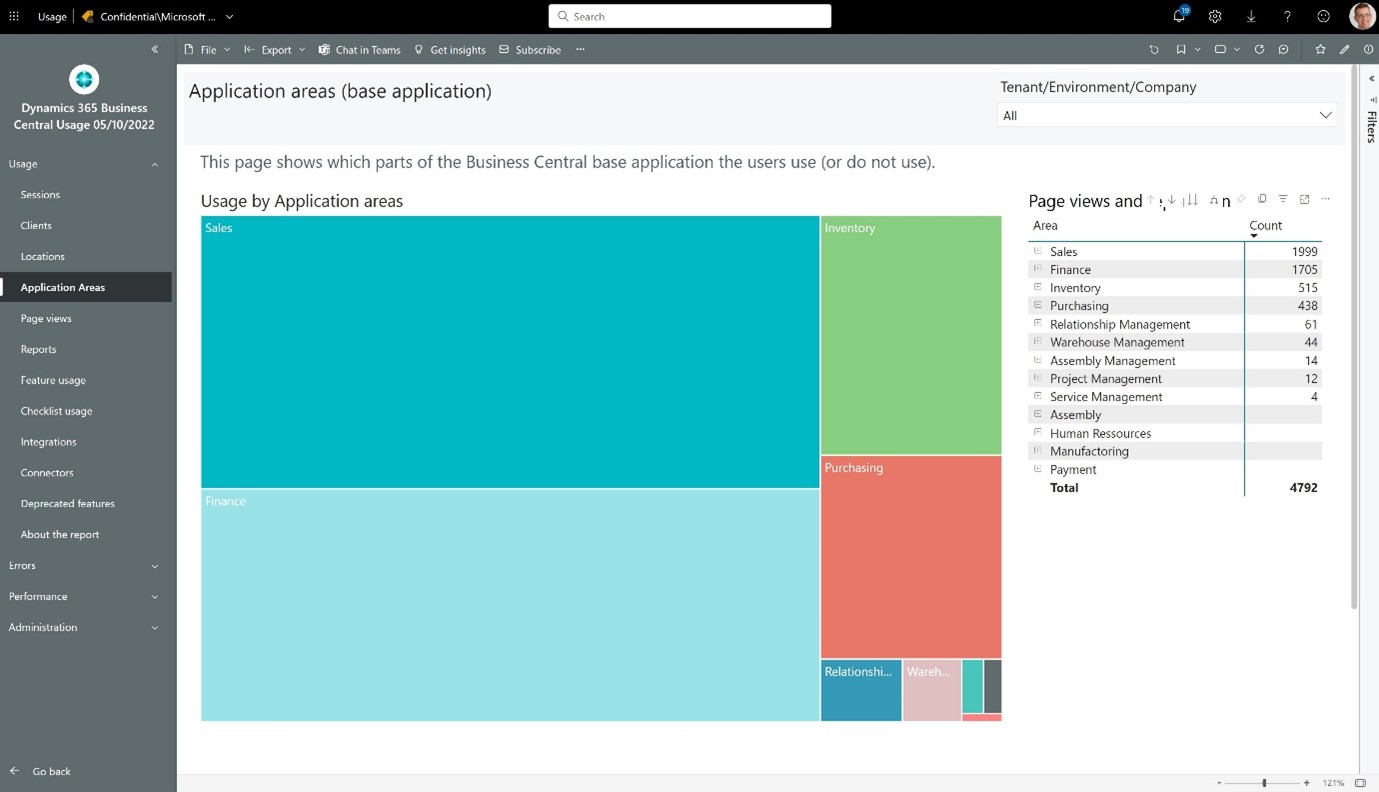 Usage
Confidential\Microsoft ...
Search
19
?
File
Export
Chat in Teams
Get insights
Subscribe
...
Dynamics 365 Business
Central Usage 05/10/2022
Usage
Sessions
Clients
Locations
Application Areas
Page views
Reports
Feature usage
Checklist usage
Integrations
Connectors
Deprecated features
About the report
Errors
Performance
Administration
Go back
Application areas (base application)
Tenant/Environment/Company
All
Filters
This page shows which parts of the Business Central base application the users use (or do not use).
Usage by Application areas
Sales
Finance
Inventory
Purchasing
Relationshi...
Wareh...
Page views and
Area Count
Sales 1999
Finance 1705
Inventory 515
Purchasing 438
Relationship Management 61
Warehouse Management 44
Assembly Management 14
Project Management 12
Service Management 4
Assembly
Human Ressources
Manufactoring
Payment
Total 4792
- + 121%